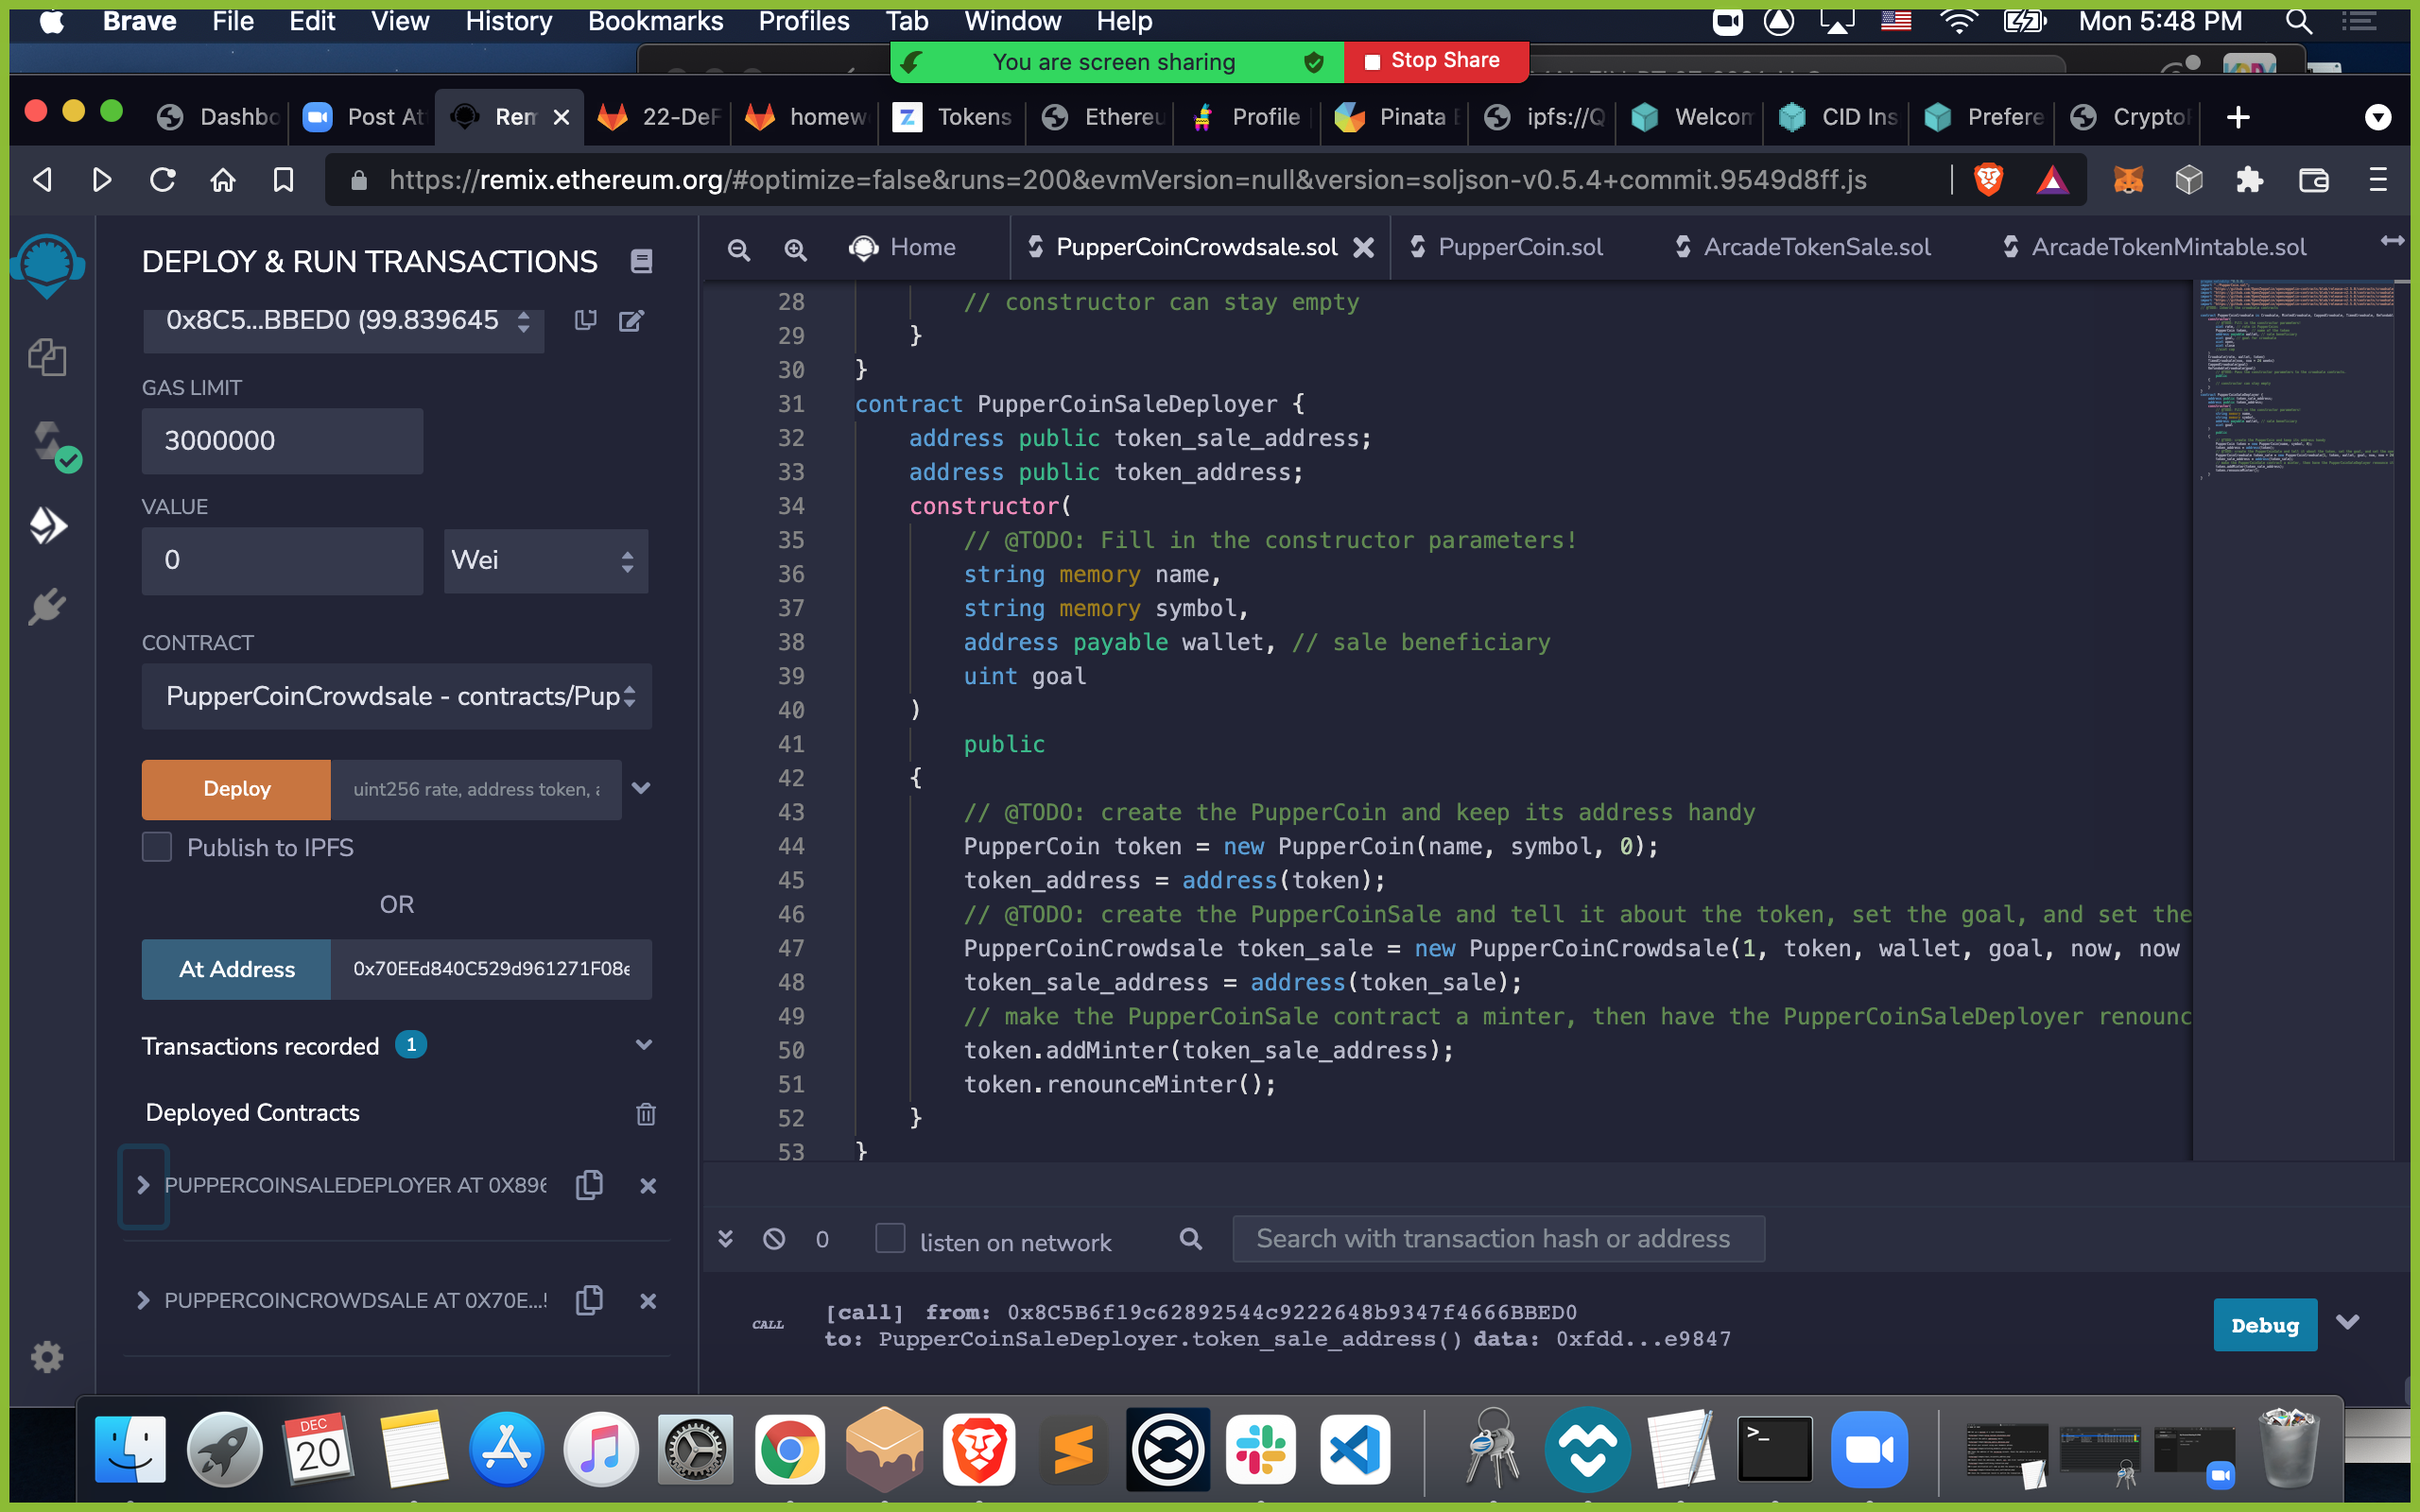 Brave File Edit View History Bookmarks Profiles Tab Window Help Mon 5:48 PM
You are screen sharing Stop Share
Dashbo Post At Rem 22-DeF homew Tokens Ethereu Profile Pinata ipfs://Q Welcom CID Ins Prefere Crypto
https://remix.ethereum.org/#optimize=false&runs=200&evmVersion=null&version=soljson-v0.5.4+commit.9549d8ff.js
DEPLOY & RUN TRANSACTIONS
0x8C5...BBED0 (99.839645
GAS LIMIT
3000000
VALUE
0 Wei
CONTRACT
PupperCoinCrowdsale - contracts/Pup
Deploy uint256 rate, address token, a
Publish to IPFS
OR
At Address 0x70EEd840C529d961271F08e
Transactions recorded 1
Deployed Contracts
PUPPERCOINSALEDEPLOYER AT 0X896
PUPPERCOINCROWDSALE AT 0X70E...
Home PupperCoinCrowdsale.sol PupperCoin.sol ArcadeTokenSale.sol ArcadeTokenMintable.sol
28 // constructor can stay empty
29 }
30 }
31 contract PupperCoinSaleDeployer {
32 address public token_sale_address;
33 address public token_address;
34 constructor(
35 // @TODO: Fill in the constructor parameters!
36 string memory name,
37 string memory symbol,
38 address payable wallet, // sale beneficiary
39 uint goal
40 )
41 public
42 {
43 // @TODO: create the PupperCoin and keep its address handy
44 PupperCoin token = new PupperCoin(name, symbol, 0);
45 token_address = address(token);
46 // @TODO: create the PupperCoinSale and tell it about the token, set the goal, and set the
47 PupperCoinCrowdsale token_sale = new PupperCoinCrowdsale(1, token, wallet, goal, now, now
48 token_sale_address = address(token_sale);
49 // make the PupperCoinSale contract a minter, then have the PupperCoinSaleDeployer renounc
50 token.addMinter(token_sale_address);
51 token.renounceMinter();
52 }
53 }
0 listen on network Search with transaction hash or address
CALL [call] from: 0x8C5B6f19c62892544c9222648b9347f4666BBED0
to: PupperCoinSaleDeployer.token_sale_address() data: 0xfdd...e9847
Debug
DEC
20